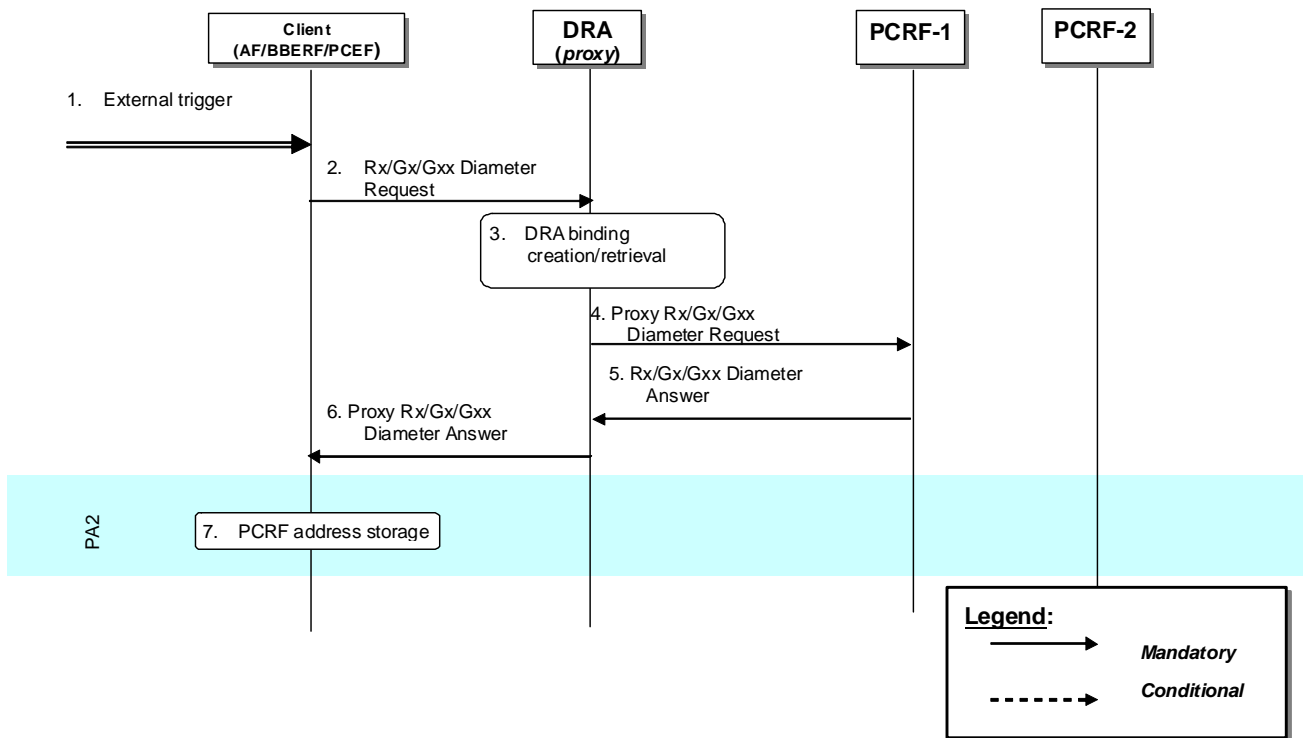 Client
(AF/BBERF/PCEF)
DRA
(proxy)
PCRF-1
PCRF-2
1. External trigger
2. Rx/Gx/Gxx Diameter
Request
3. DRA binding
creation/retrieval
4. Proxy Rx/Gx/Gxx
Diameter Request
5. Rx/Gx/Gxx Diameter
Answer
6. Proxy Rx/Gx/Gxx
Diameter Answer
PA2
7. PCRF address storage
Legend:
Mandatory
Conditional